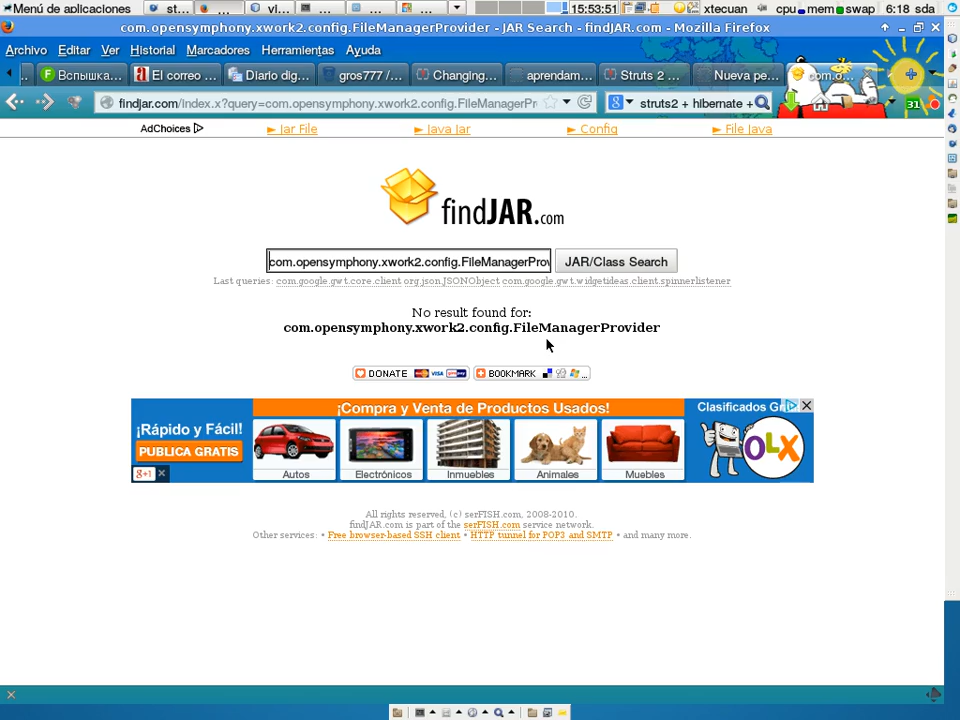 Menú de aplicaciones st... ... vl... ... ... ... 15:53:51 xtecuan cpu mem swap 6:18 sda
com.opensymphony.xwork2.config.FileManagerProvider - JAR Search - findJAR.com - Mozilla Firefox
Archivo Editar Ver Historial Marcadores Herramientas Ayuda
.. Вспышка... El correo ... Diario dig... gros777 /... Changing... aprendam... Struts 2 ... Nueva pe... com.o...
findjar.com/index.x?query=com.opensymphony.xwork2.config.FileManagerPr struts2 + hibernate + 31
AdChoices ► Jar File ► Java Jar ► Config ► File Java
findJAR.com
com.opensymphony.xwork2.config.FileManagerProv JAR/Class Search
Last queries: com.google.gwt.core.client org.json.JSONObject com.google.gwt.widgetideas.client.spinnerlistener
No result found for:
com.opensymphony.xwork2.config.FileManagerProvider
DONATE VISA BOOKMARK ...
¡Compra y Venta de Productos Usados! Clasificados Gr
¡Rápido y Fácil!
PUBLICA GRATIS OLX
g+1 Autos Electrónicos Inmuebles Animales Muebles
All rights reserved, (c) serFISH.com, 2008-2010.
findJAR.com is part of the serFISH.com service network.
Other services: • Free browser-based SSH client • HTTP tunnel for POP3 and SMTP • and many more.